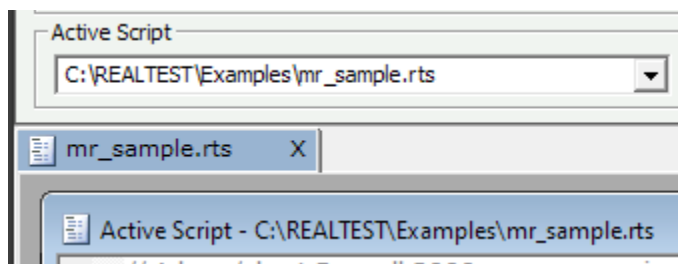 Active Script
C:\REALTEST\Examples\mr_sample.rts
mr_sample.rts X
Active Script - C:\REALTEST\Examples\mr_sample.rts